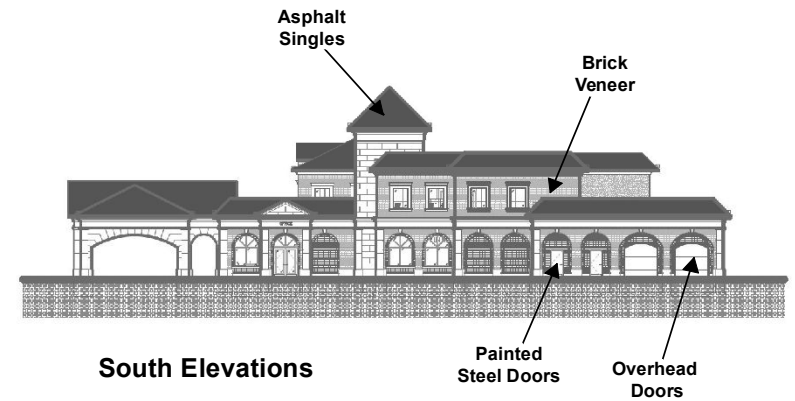 Asphalt
Singles
Brick
Veneer
South Elevations
Painted
Steel Doors
Overhead
Doors